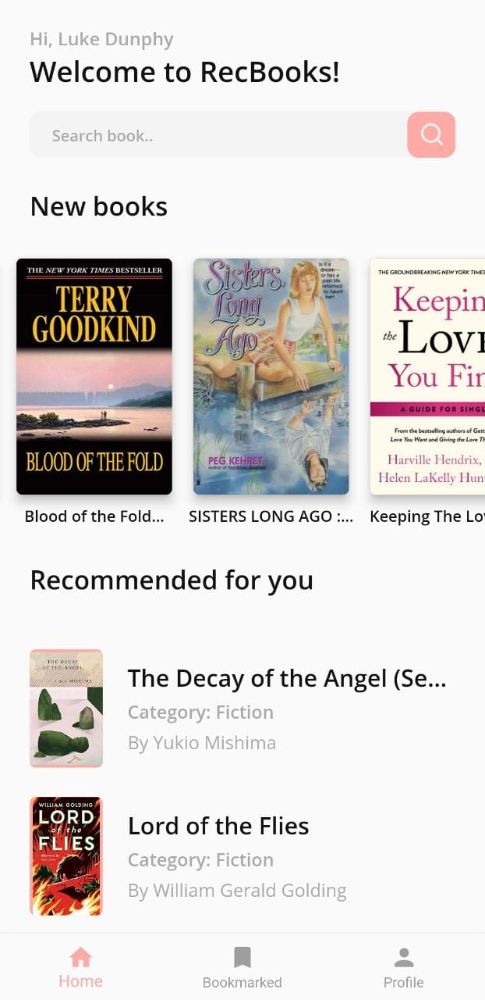 Hi, Luke Dunphy
Welcome to RecBooks!
Search book..
New books
THE NEW YORK TIMES BESTSELLER
TERRY
GOODKIND
BLOOD OF THE FOLD
Blood of the Fold...
Sisters,
Long
Ago
Is it a
dream—
or has a
past life
returned
to haunt
her!
PEG KEHRET
Author of
SISTERS LONG AGO :...
THE GROUNDBREAKING NEW YORK TIMES
Keepin
the LOVE
You Fin
A GUIDE FOR SINGL
From the bestselling authors of Gett
Love You Want and Giving the Love Th
Harville Hendrix,
Helen LaKelly Hun
Keeping The Lov
Recommended for you
THE DECAY
OF THE ANGEL
YUKIO MISHIMA
The Decay of the Angel (Se...
Category: Fiction
By Yukio Mishima
WILLIAM GOLDING
LORD
of the
FLIES
Lord of the Flies
Category: Fiction
By William Gerald Golding
Home
Bookmarked
Profile